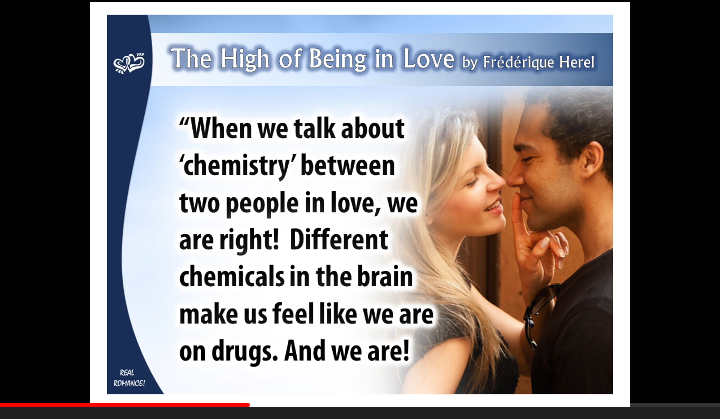 The High of Being in Love by Frédérique Herel
“When we talk about
‘chemistry’ between
two people in love, we
are right! Different
chemicals in the brain
make us feel like we are
on drugs. And we are!
REAL
ROMANCE!